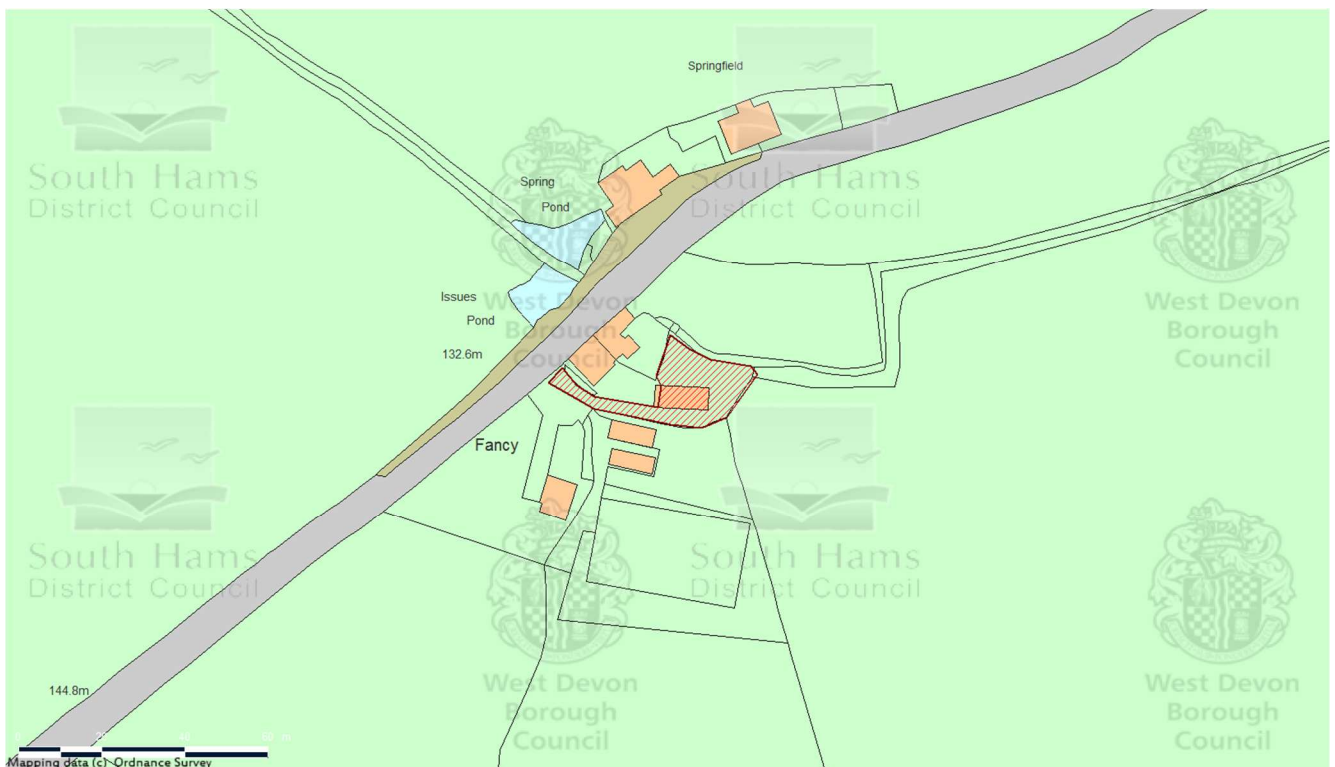 Springfield
South Hams
District Council
South Hams
District Council
Spring
Pond
West Devon
Borough
Council
West Devon
Borough
Council
Issues
Pond
132.6m
Fancy
South Hams
District Council
South Hams
District Council
West Devon
Borough
Council
West Devon
Borough
Council
144.8m
Mapping data (c) Ordnance Survey